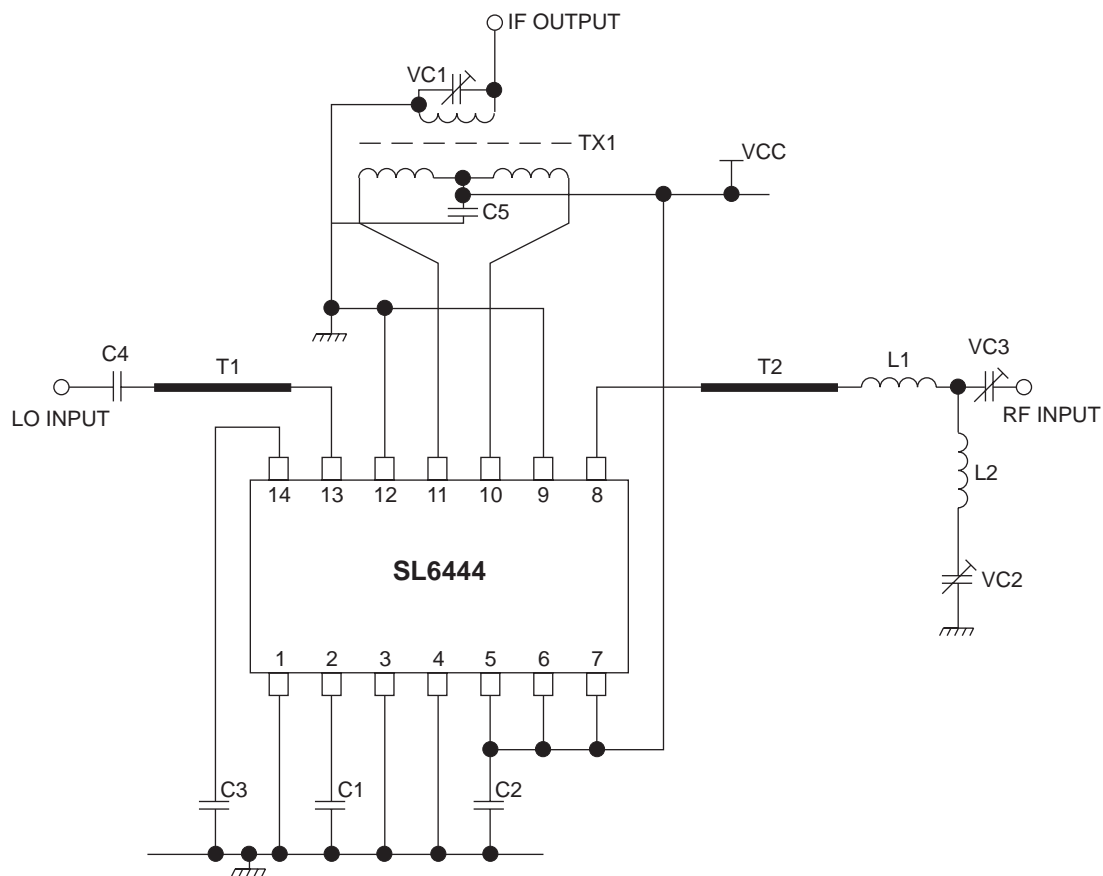 IF OUTPUT
VC1
TX1
VCC
C5
C4
T1
T2
L1
VC3
LO INPUT
RF INPUT
14 13 12 11 10 9 8
L2
SL6444
VC2
1 2 3 4 5 6 7
C3
C1
C2